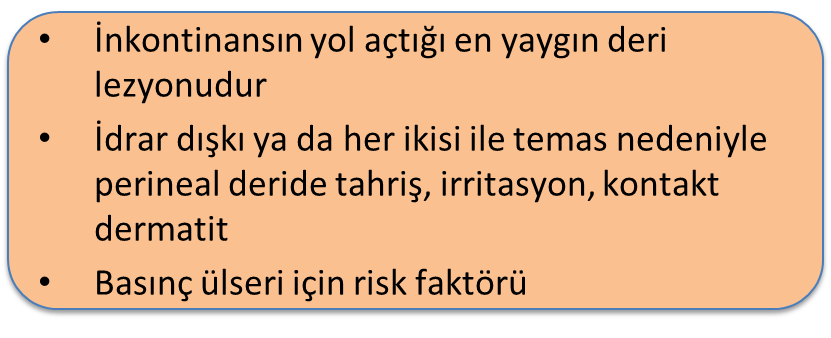 • İnkontinansın yol açtığı en yaygın deri
lezyonudur
• İdrar dışkı ya da her ikisi ile temas nedeniyle
perineal deride tahriş, irritasyon, kontakt
dermatit
• Basınç ülseri için risk faktörü